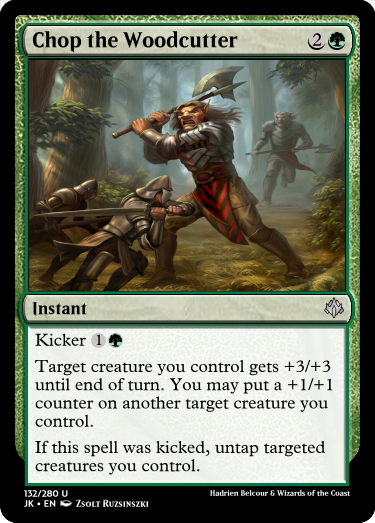 Chop the Woodcutter 2
Instant
Kicker 1
Target creature you control gets +3/+3
until end of turn. You may put a +1/+1
counter on another target creature you
control.
If this spell was kicked, untap targeted
creatures you control.
132/280 U
JK • EN Zsolt Ruzsinszki
Hadrien Belcour & Wizards of the Coast